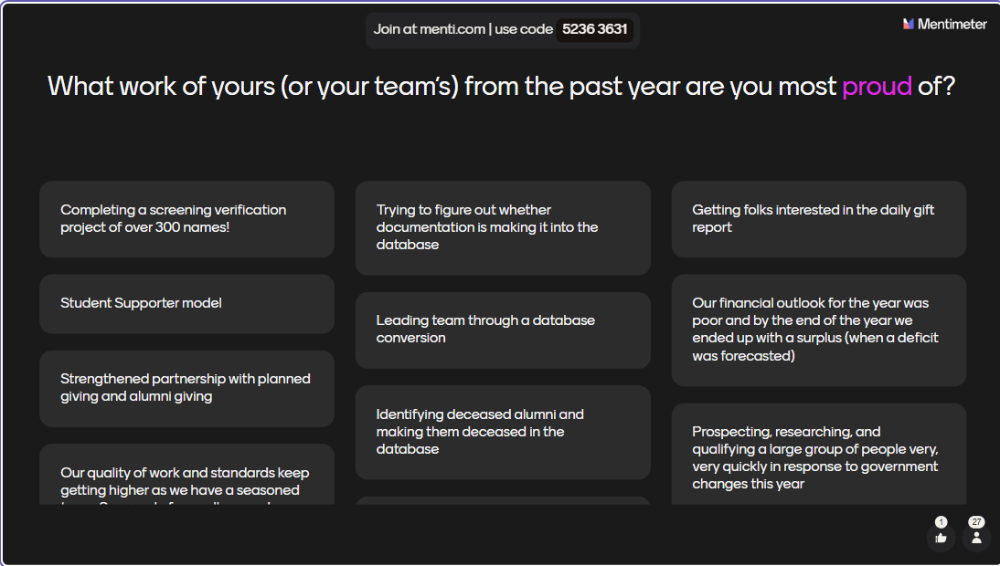 Join at menti.com | use code 5236 3631
Mentimeter
What work of yours (or your team's) from the past year are you most proud of?
Completing a screening verification
project of over 300 names!
Student Supporter model
Strengthened partnership with planned
giving and alumni giving
Our quality of work and standards keep
getting higher as we have a seasoned
Trying to figure out whether
documentation is making it into the
database
Leading team through a database
conversion
Identifying deceased alumni and
making them deceased in the
database
Getting folks interested in the daily gift
report
Our financial outlook for the year was
poor and by the end of the year we
ended up with a surplus (when a deficit
was forecasted)
Prospecting, researching, and
qualifying a large group of people very,
very quickly in response to government
changes this year
1
27